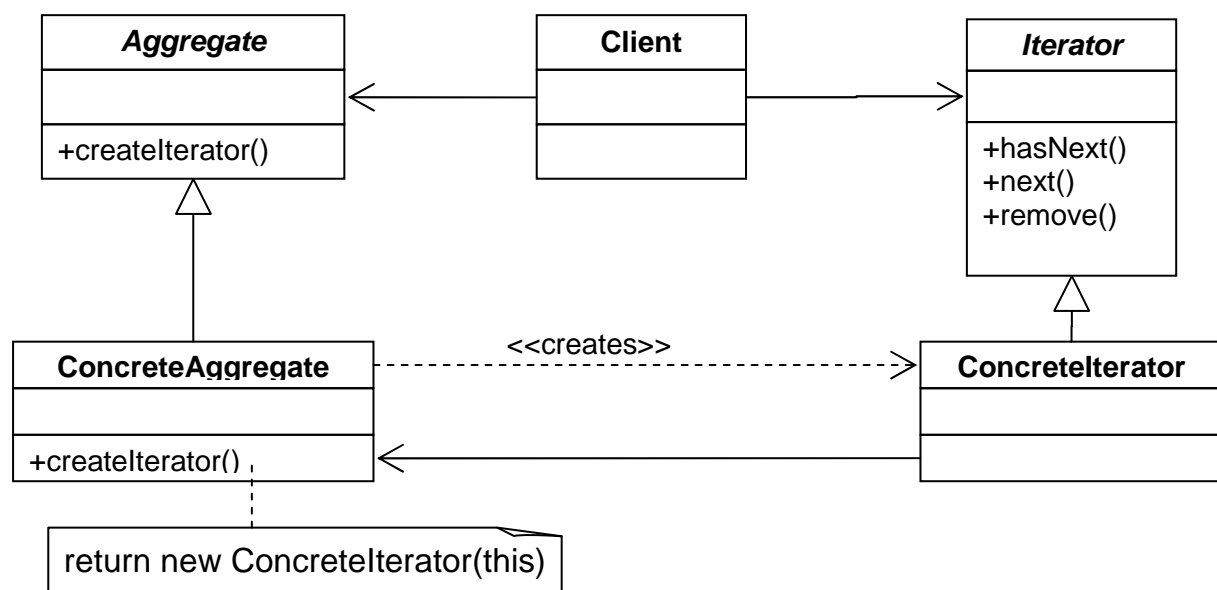 Aggregate
Client
Iterator
+createIterator()
+hasNext()
+next()
+remove()
<<creates>>
ConcreteAggregate
ConcreteIterator
+createIterator()
return new ConcreteIterator(this)